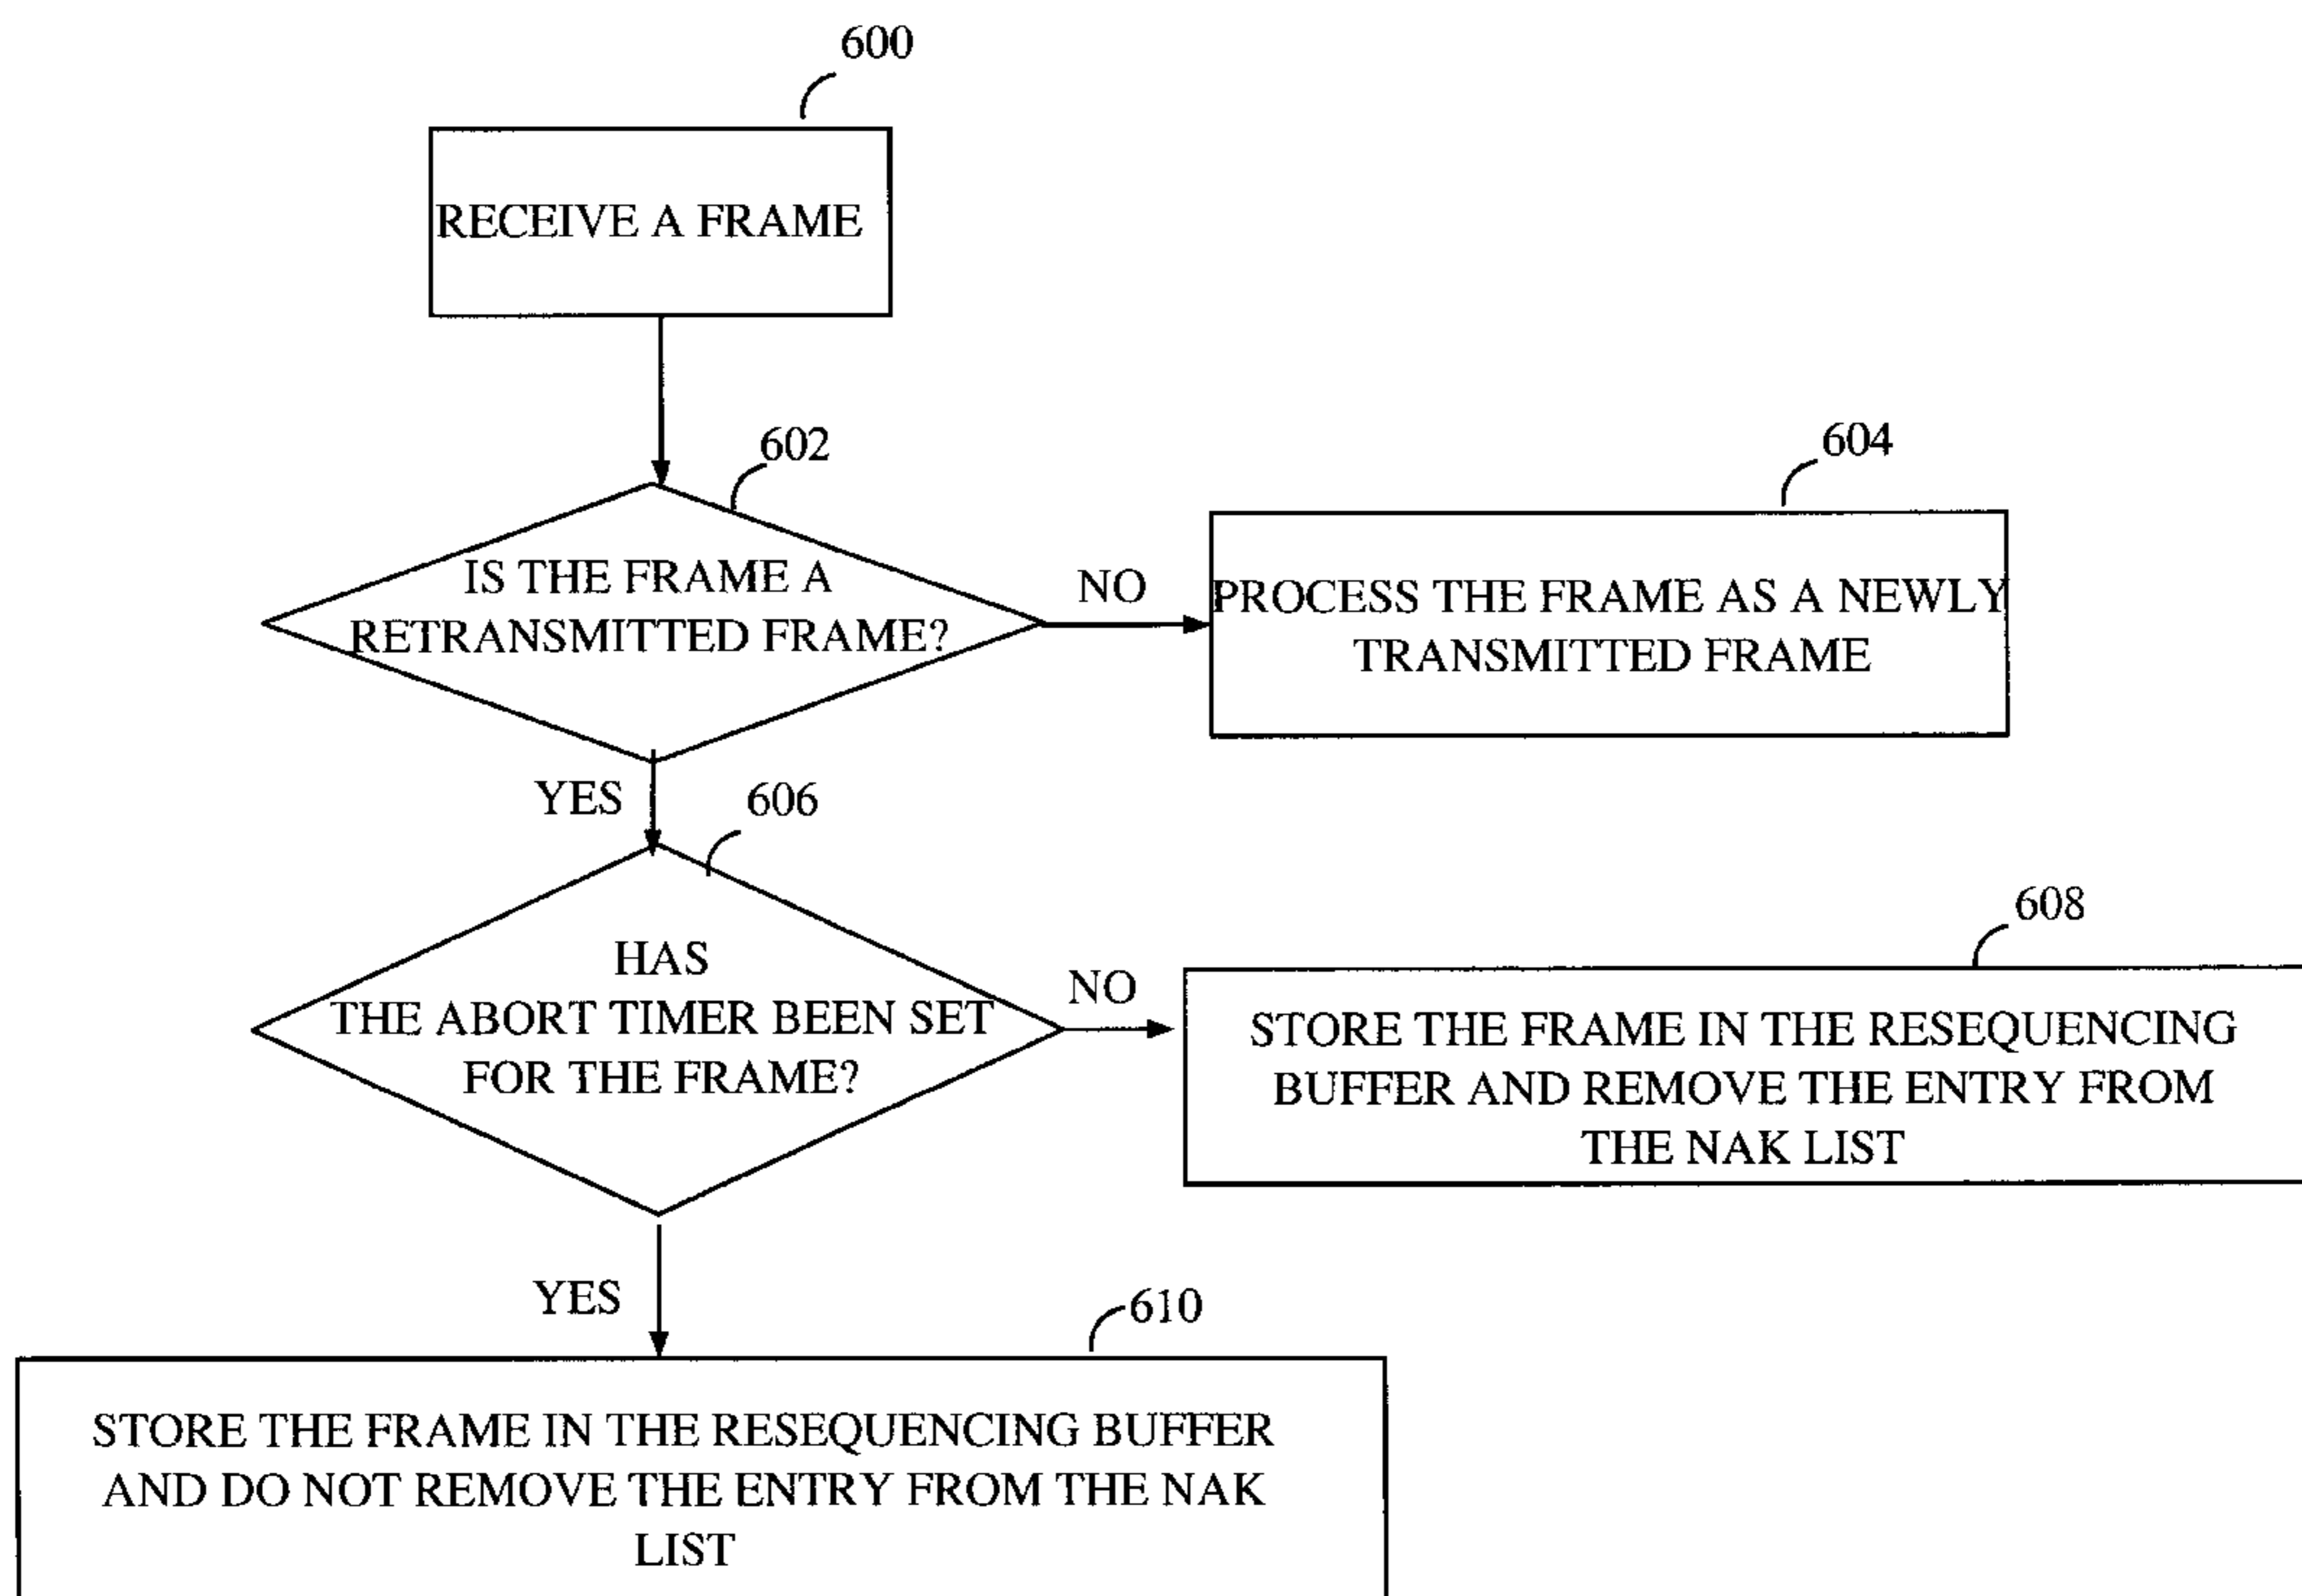 600
RECEIVE A FRAME
602
IS THE FRAME A
RETRANSMITTED FRAME?
NO
604
PROCESS THE FRAME AS A NEWLY
TRANSMITTED FRAME
YES
606
HAS
THE ABORT TIMER BEEN SET
FOR THE FRAME?
NO
608
STORE THE FRAME IN THE RESEQUENCING
BUFFER AND REMOVE THE ENTRY FROM
THE NAK LIST
YES
610
STORE THE FRAME IN THE RESEQUENCING BUFFER
AND DO NOT REMOVE THE ENTRY FROM THE NAK
LIST